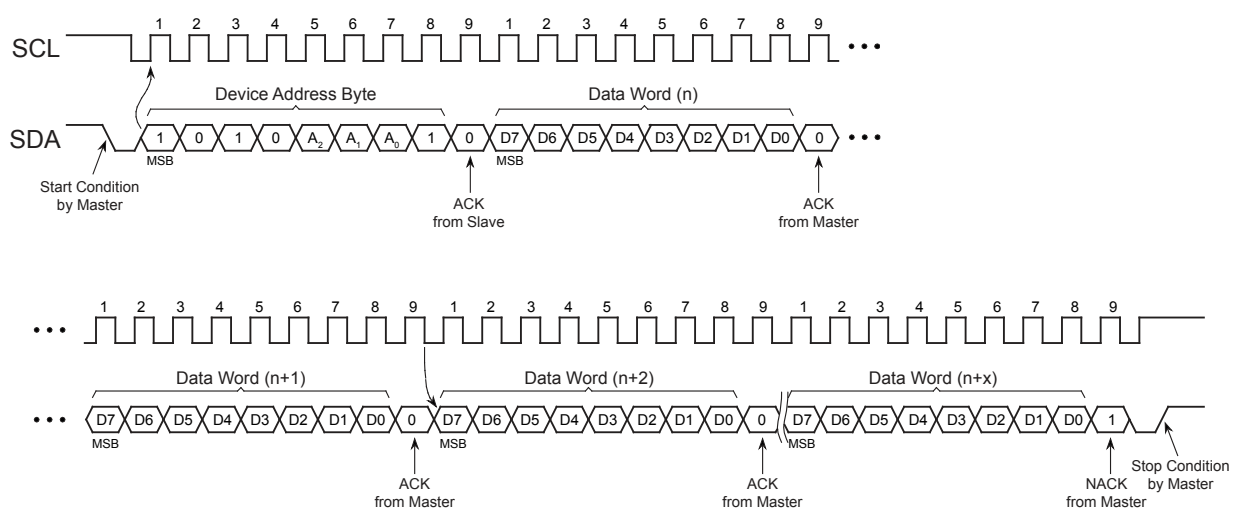 1 2 3 4 5 6 7 8 9 1 2 3 4 5 6 7 8 9
SCL
Device Address Byte Data Word (n)
SDA 1 0 1 0 A2 A1 A0 1 0 D7 D6 D5 D4 D3 D2 D1 D0 0
MSB MSB
Start Condition
by Master
ACK
from Slave
ACK
from Master
1 2 3 4 5 6 7 8 9 1 2 3 4 5 6 7 8 9 1 2 3 4 5 6 7 8 9
Data Word (n+1) Data Word (n+2) Data Word (n+x)
D7 D6 D5 D4 D3 D2 D1 D0 0 D7 D6 D5 D4 D3 D2 D1 D0 0 D7 D6 D5 D4 D3 D2 D1 D0 1
MSB MSB MSB
ACK
from Master
ACK
from Master
NACK
from Master
Stop Condition
by Master